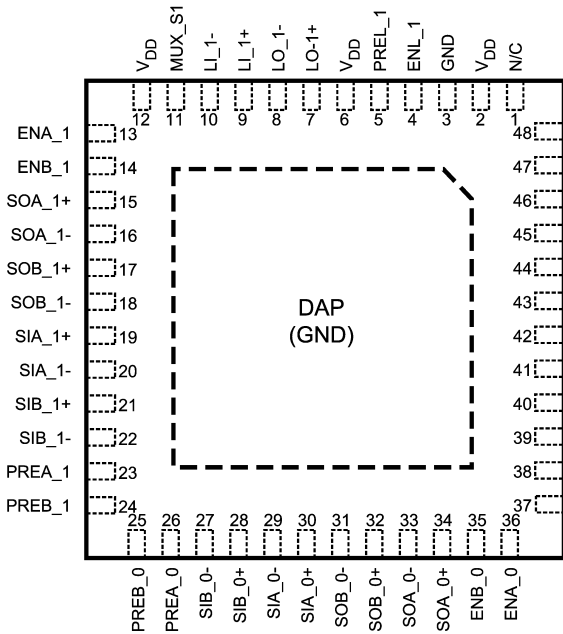 VDD
MUX_S1
LI_1-
LI_1+
LO_1-
LO-1+
VDD
PREL_1
ENL_1
GND
VDD
N/C
12 11 10 9 8 7 6 5 4 3 2 1
ENA_1 13 48
ENB_1 14 47
SOA_1+ 15 46
SOA_1- 16 45
SOB_1+ 17 44
SOB_1- 18 43
DAP
(GND)
SIA_1+ 19 42
SIA_1- 20 41
SIB_1+ 21 40
SIB_1- 22 39
PREA_1 23 38
PREB_1 24 37
25 26 27 28 29 30 31 32 33 34 35 36
PREB_0
PREA_0
SIB_0-
SIB_0+
SIA_0-
SIA_0+
SOB_0-
SOB_0+
SOA_0-
SOA_0+
ENB_0
ENA_0